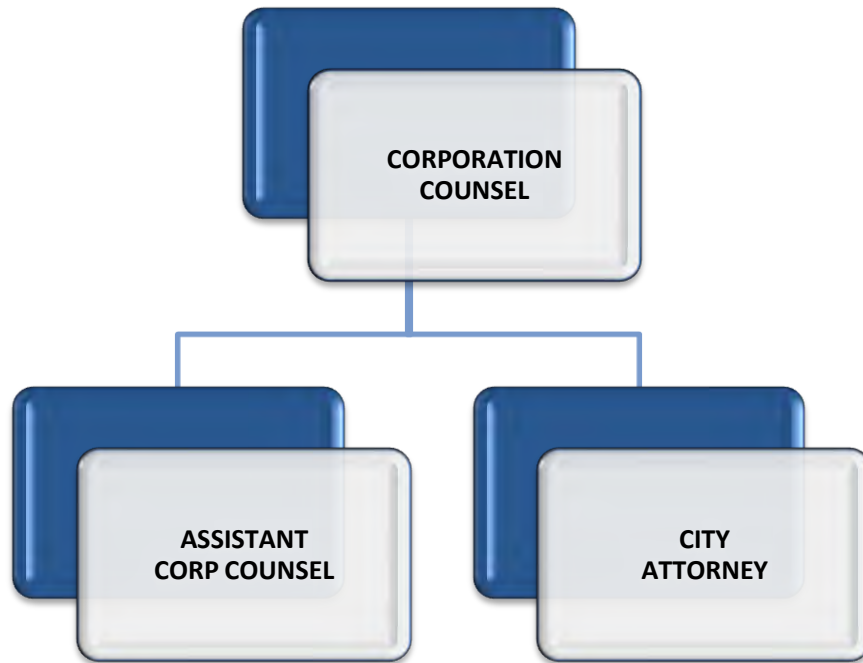 CORPORATION
COUNSEL
ASSISTANT
CORP COUNSEL
CITY
ATTORNEY